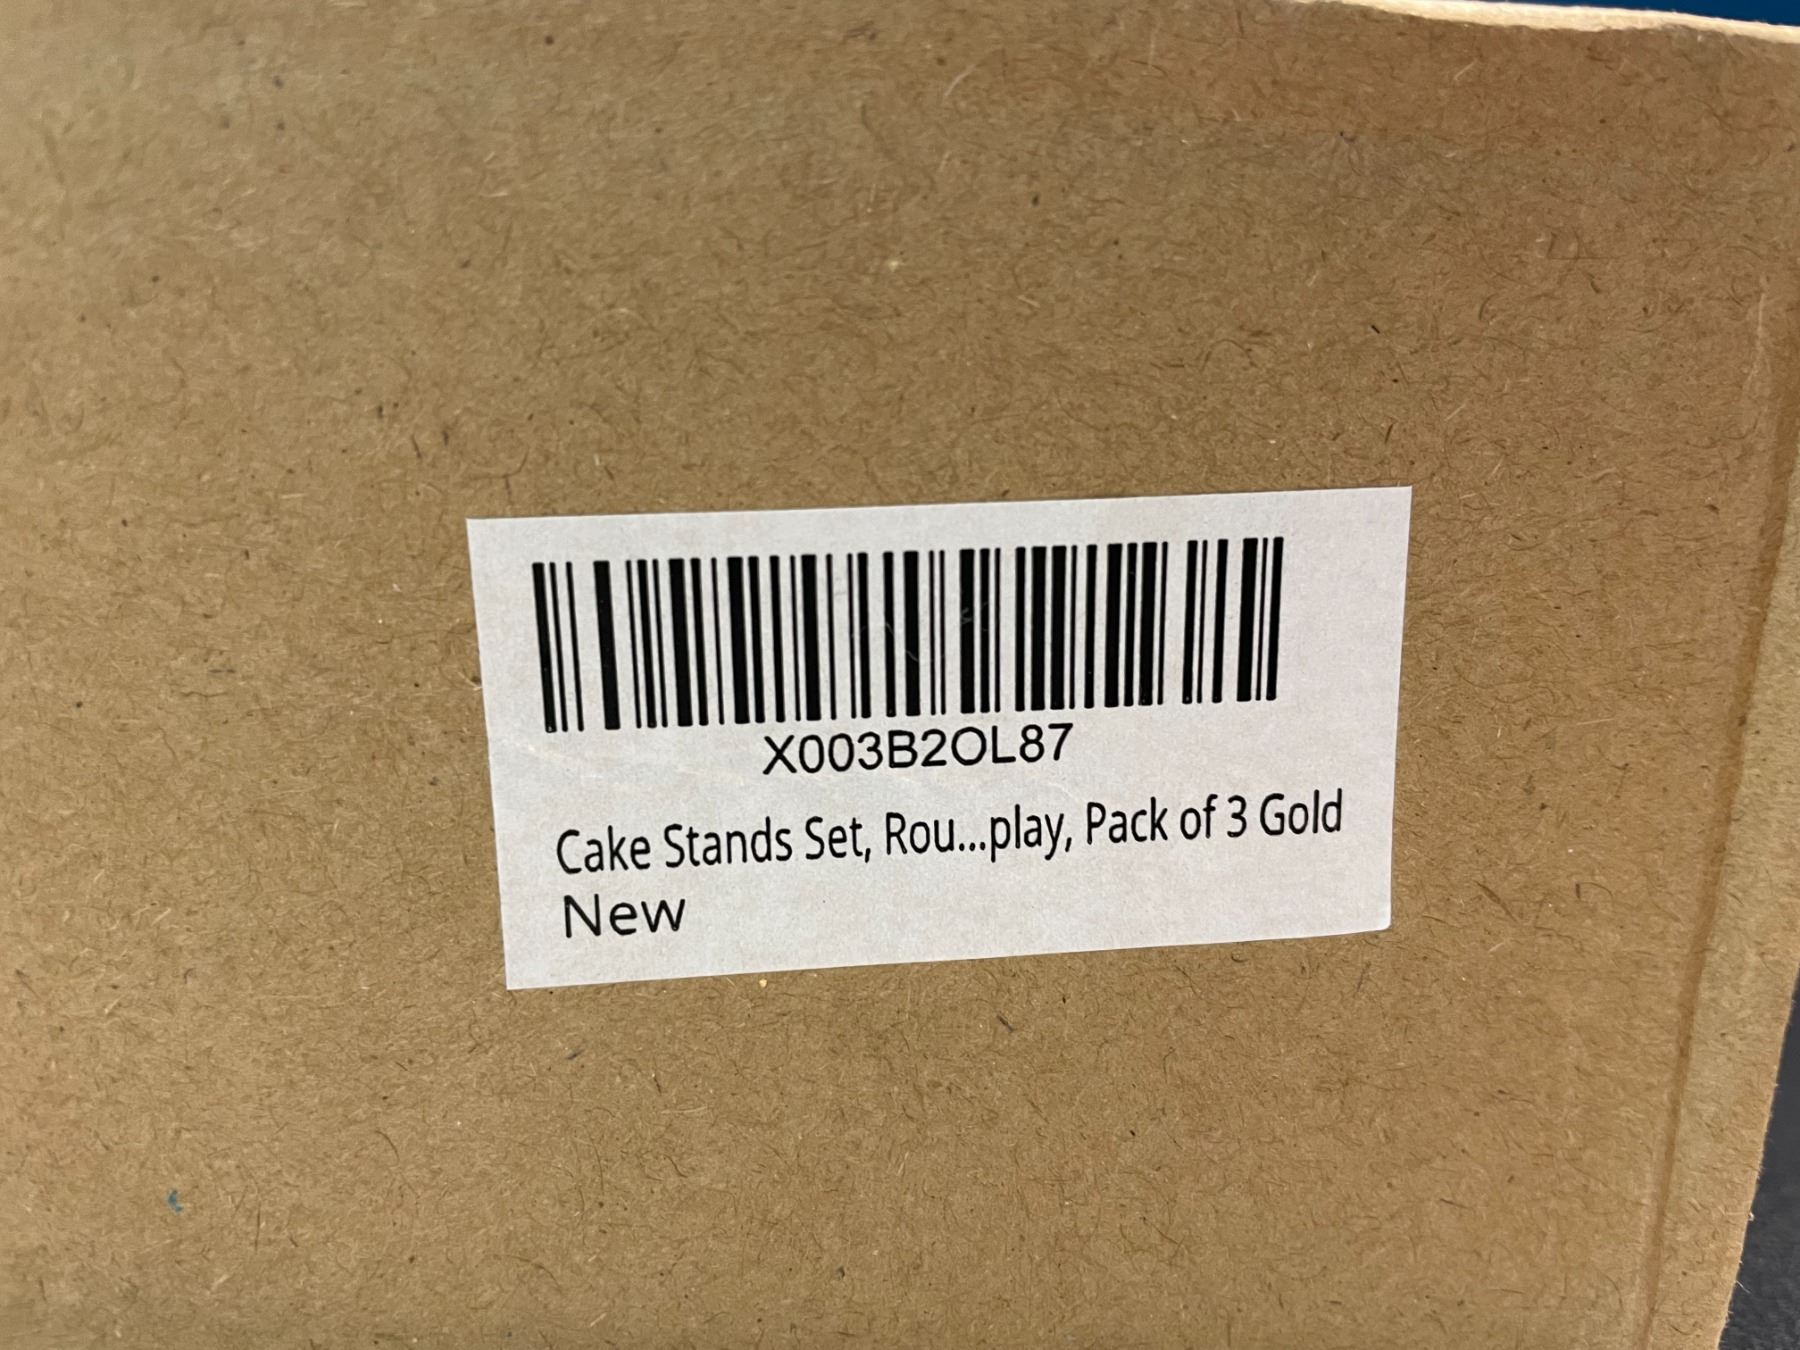 X003B2OL87
Cake Stands Set, Rou...play, Pack of 3 Gold
New